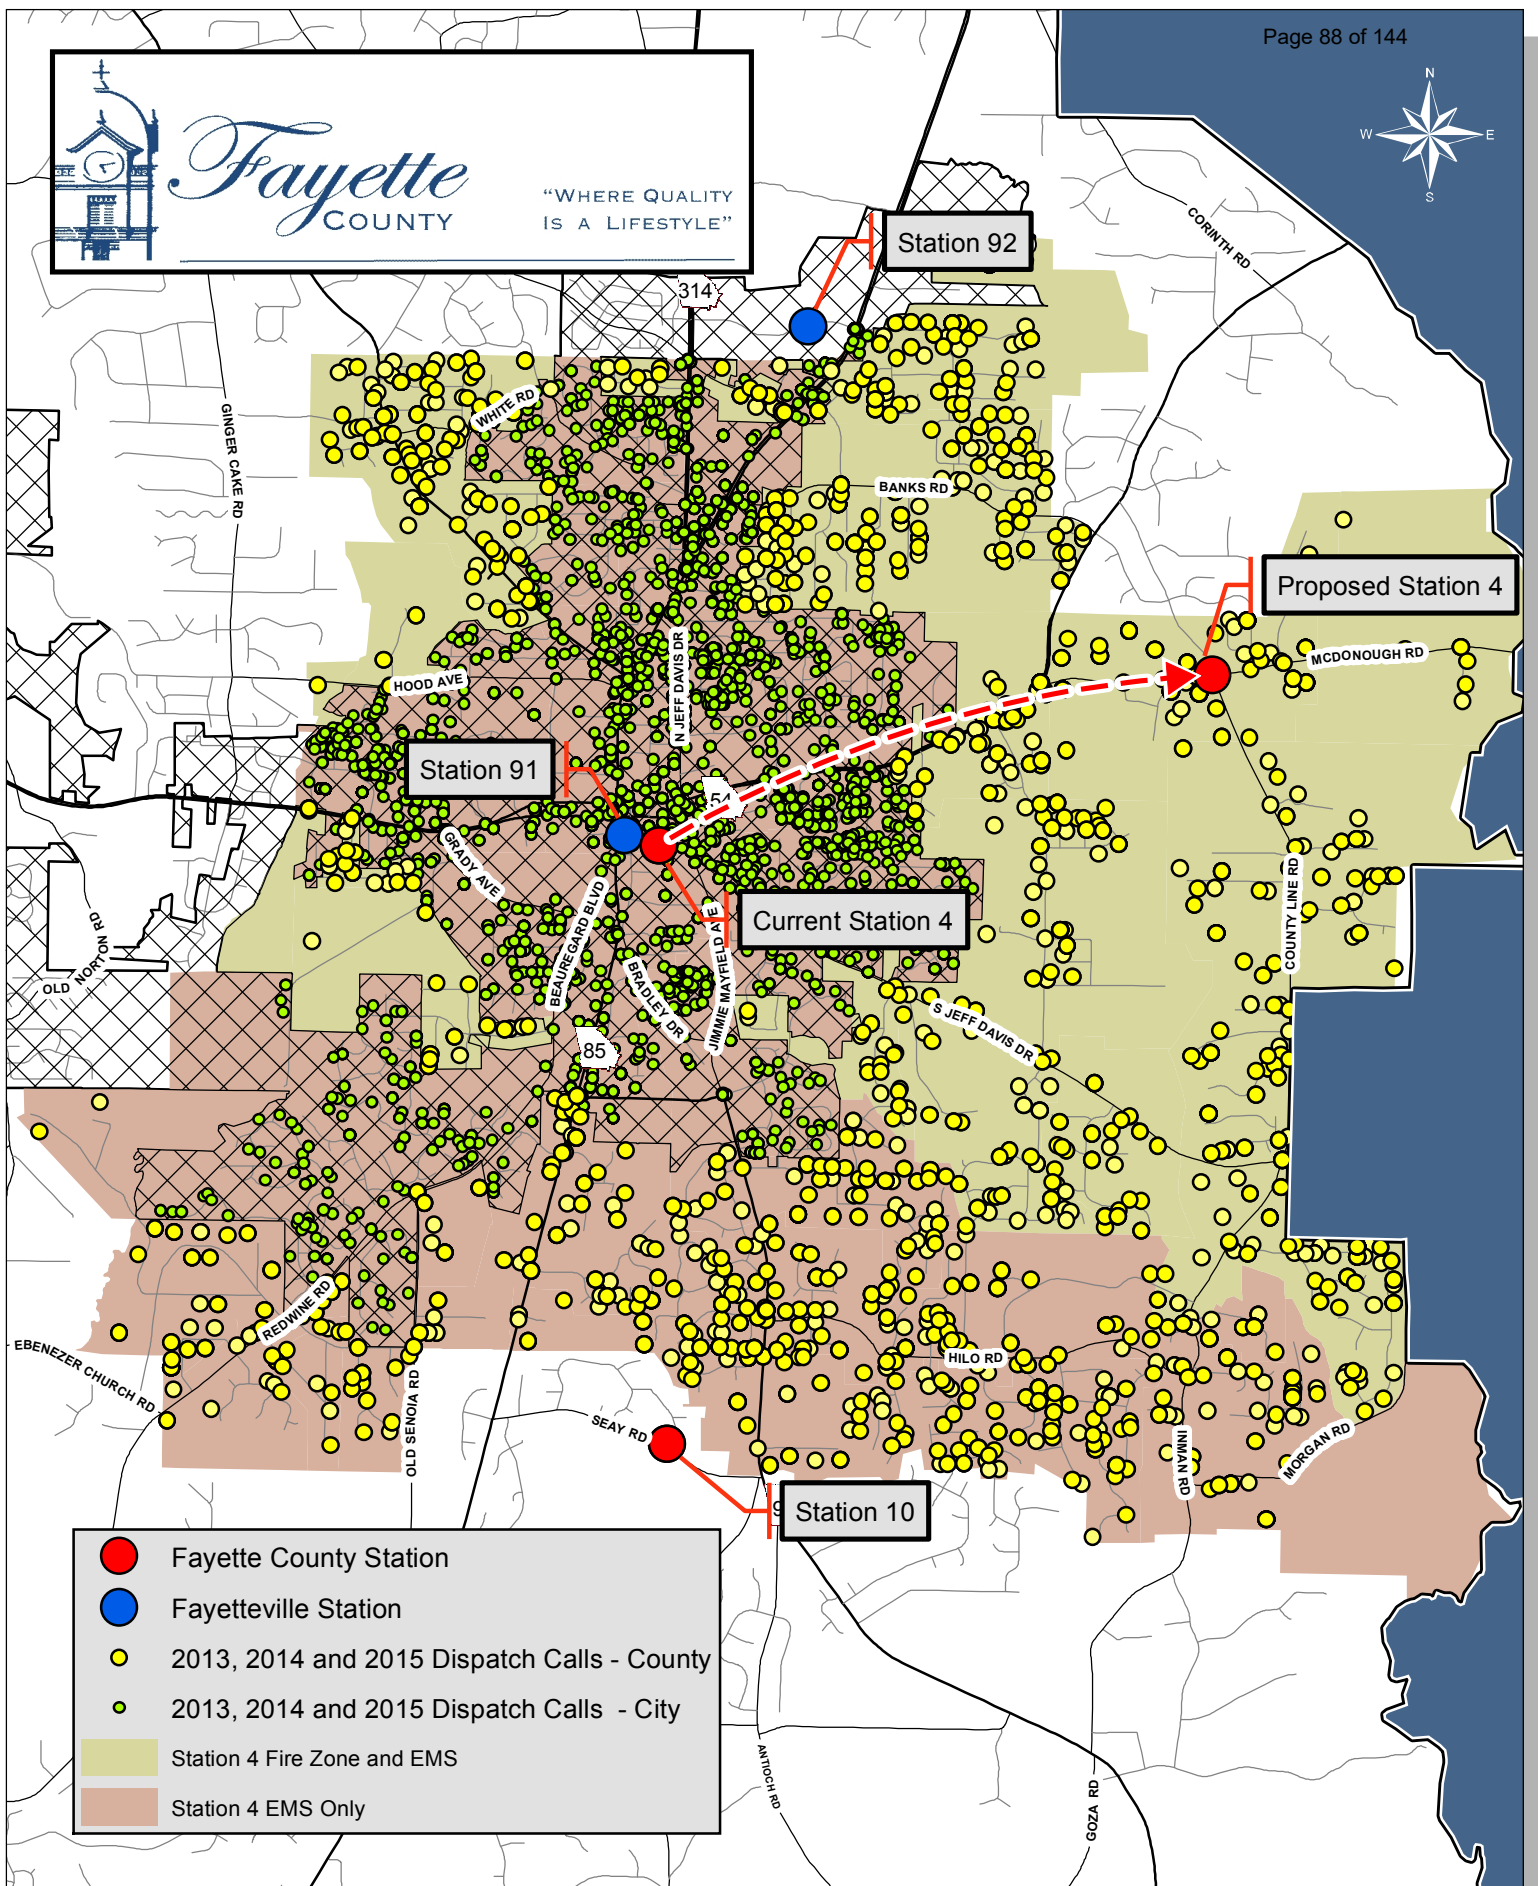 Page 88 of 144
N
W
E
S
Fayette
COUNTY
"WHERE QUALITY
IS A LIFESTYLE"
Station 92
CORINTH RD
314
WHITE RD
GINGER CAKE RD
BANKS RD
Proposed Station 4
MCDONOUGH RD
N JEFF DAVIS DR
HOOD AVE
Station 91
54
GRADY AVE
Current Station 4
COUNTY LINE RD
BEAUREGARD BLVD
BRADLEY DR
JIMMIE MAYFIELD AVE
OLD NORTON RD
S JEFF DAVIS DR
85
REDWINE RD
EBENEZER CHURCH RD
OLD SENOIA RD
HILO RD
SEAY RD
INMAN RD
MORGAN RD
9
Station 10
Fayette County Station
Fayetteville Station
2013, 2014 and 2015 Dispatch Calls - County
2013, 2014 and 2015 Dispatch Calls - City
Station 4 Fire Zone and EMS
Station 4 EMS Only
ANTIOCH RD
GOZA RD